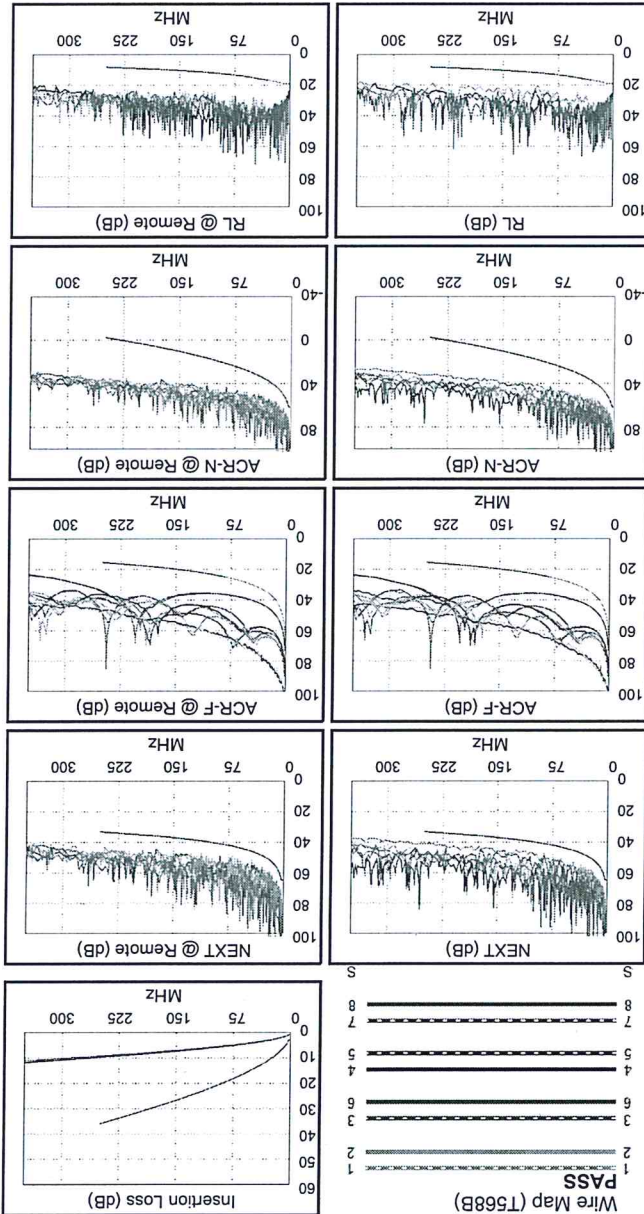 Wire Map (T568B)
PASS
1 1
2 2
3 3
6 6
4 4
5 5
7 7
8 8
S S
Insertion Loss (dB)
60
50
40
30
20
10
0
0 75 150 225 300
MHz
NEXT (dB)
100
80
60
40
20
0
0 75 150 225 300
MHz
NEXT @ Remote (dB)
100
80
60
40
20
0
0 75 150 225 300
MHz
ACR-F (dB)
100
80
60
40
20
0
0 75 150 225 300
MHz
ACR-F @ Remote (dB)
100
80
60
40
20
0
0 75 150 225 300
MHz
ACR-N (dB)
80
40
0
-40
0 75 150 225 300
MHz
ACR-N @ Remote (dB)
80
40
0
-40
0 75 150 225 300
MHz
RL (dB)
100
80
60
40
20
0
0 75 150 225 300
MHz
RL @ Remote (dB)
100
80
60
40
20
0
0 75 150 225 300
MHz